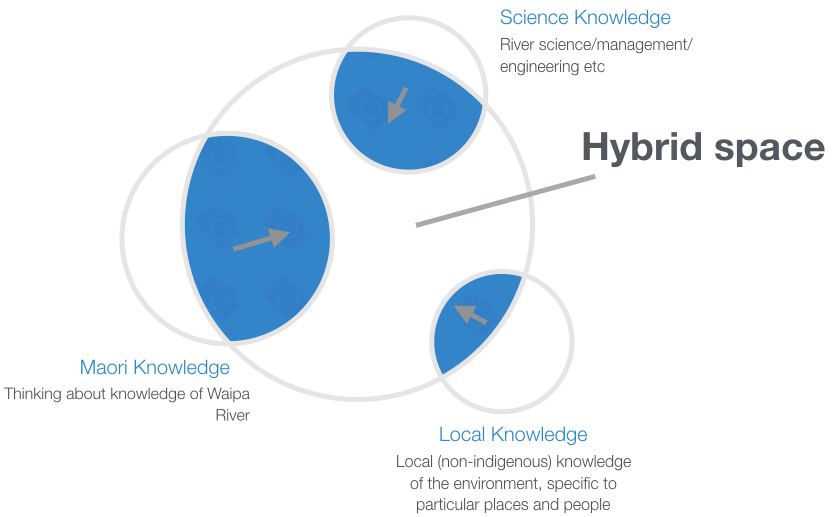 Science Knowledge
River science/management/
engineering etc
Hybrid space
Maori Knowledge
Thinking about knowledge of Waipa
River
Local Knowledge
Local (non-indigenous) knowledge
of the environment, specific to
particular places and people